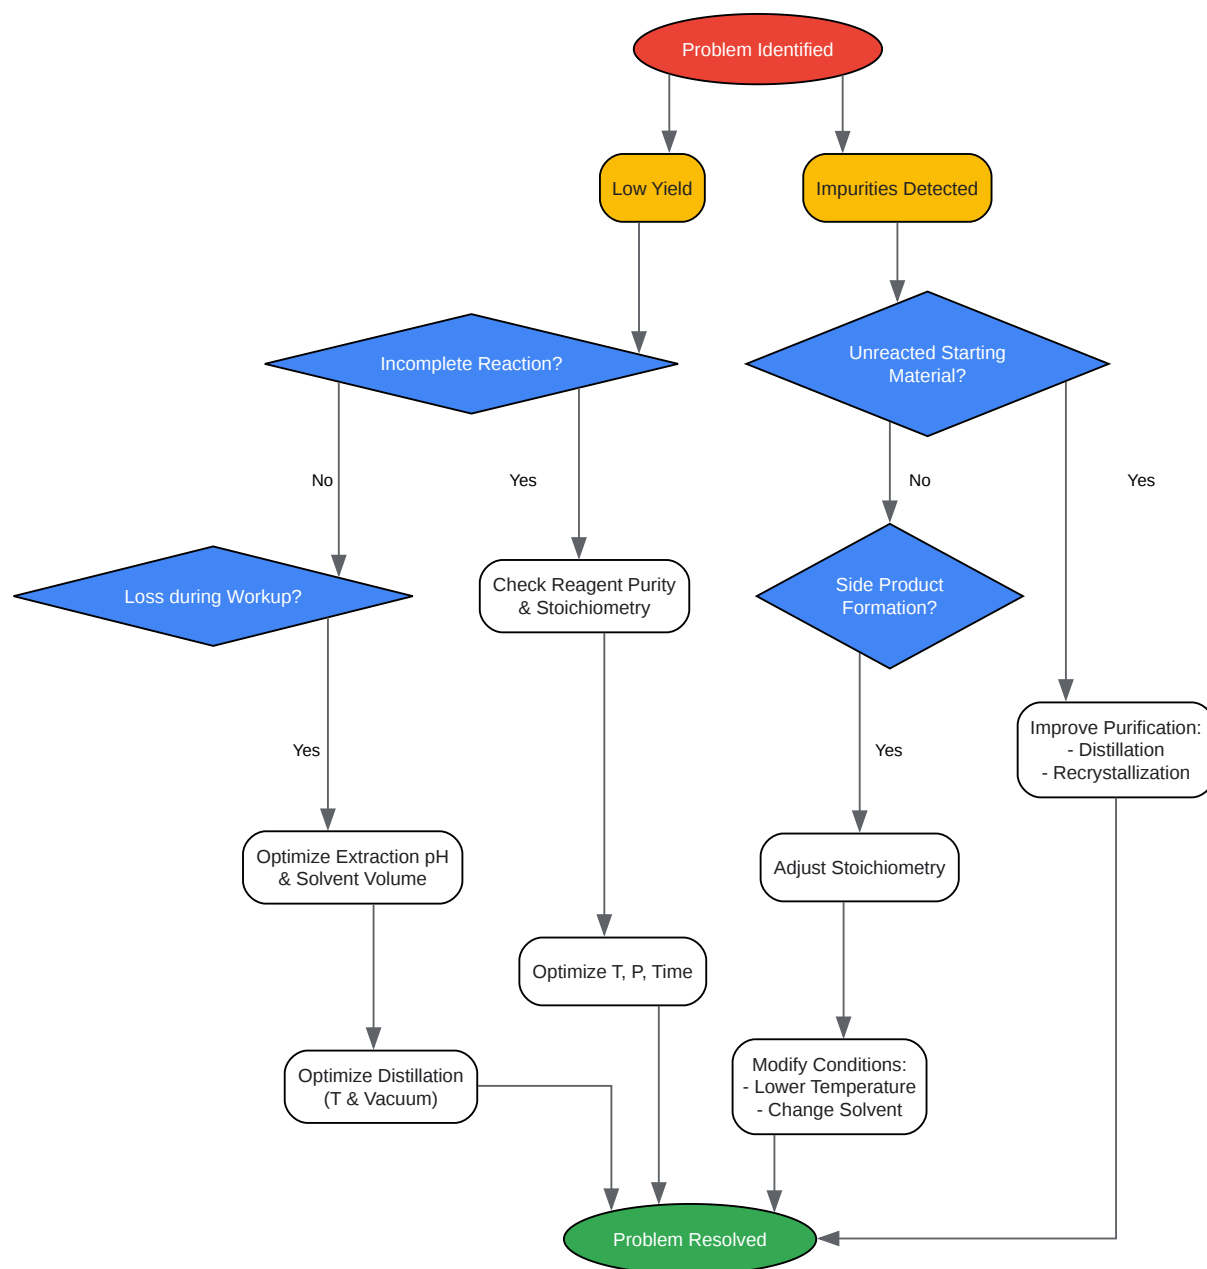 Problem Identified
Low Yield
Impurities Detected
Incomplete Reaction?
Unreacted Starting
Material?
No
Yes
No
Yes
Loss during Workup?
Check Reagent Purity
& Stoichiometry
Side Product
Formation?
Yes
Yes
Improve Purification:
- Distillation
- Recrystallization
Optimize Extraction pH
& Solvent Volume
Adjust Stoichiometry
Optimize T, P, Time
Optimize Distillation
(T & Vacuum)
Modify Conditions:
- Lower Temperature
- Change Solvent
Problem Resolved